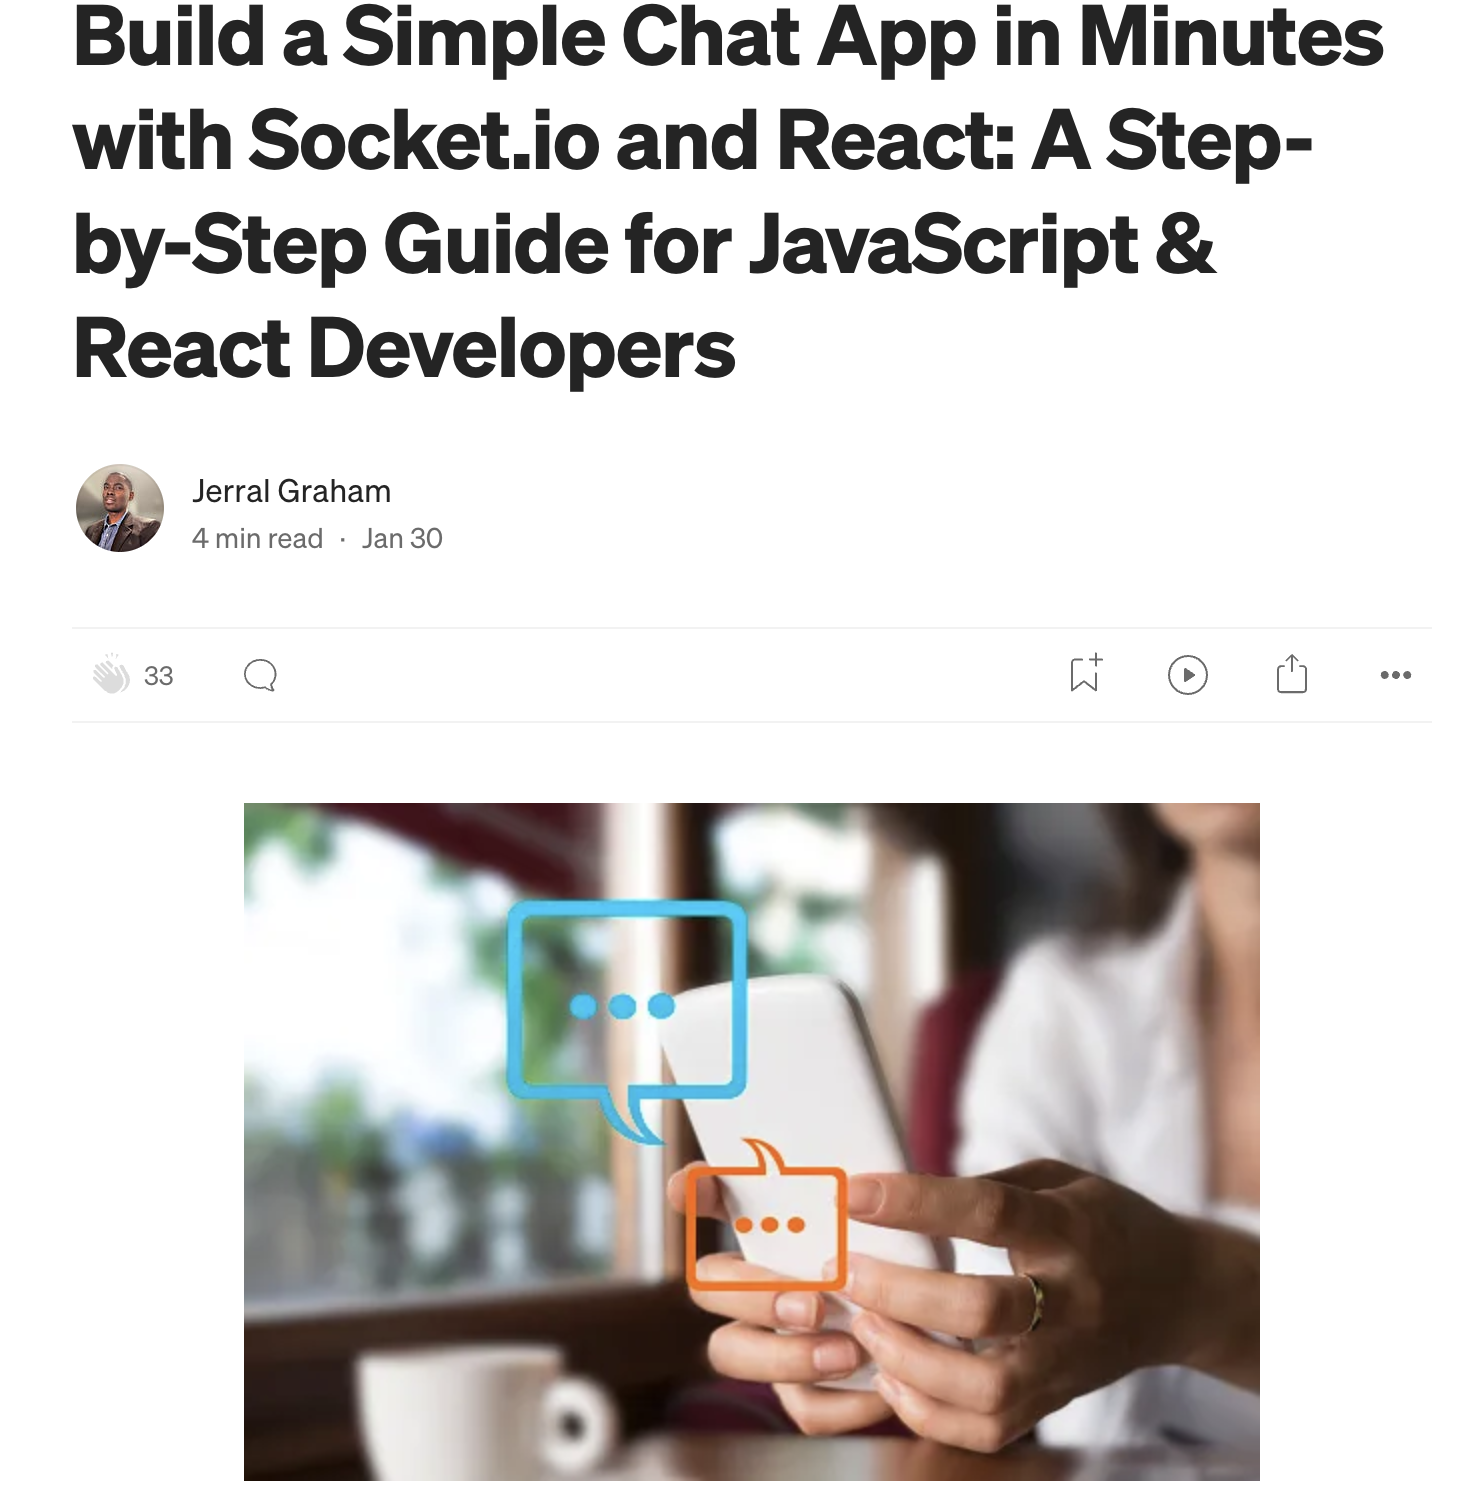 Build a Simple Chat App in Minutes
with Socket.io and React: A Step-
by-Step Guide for JavaScript &
React Developers
Jerral Graham
4 min read · Jan 30
33